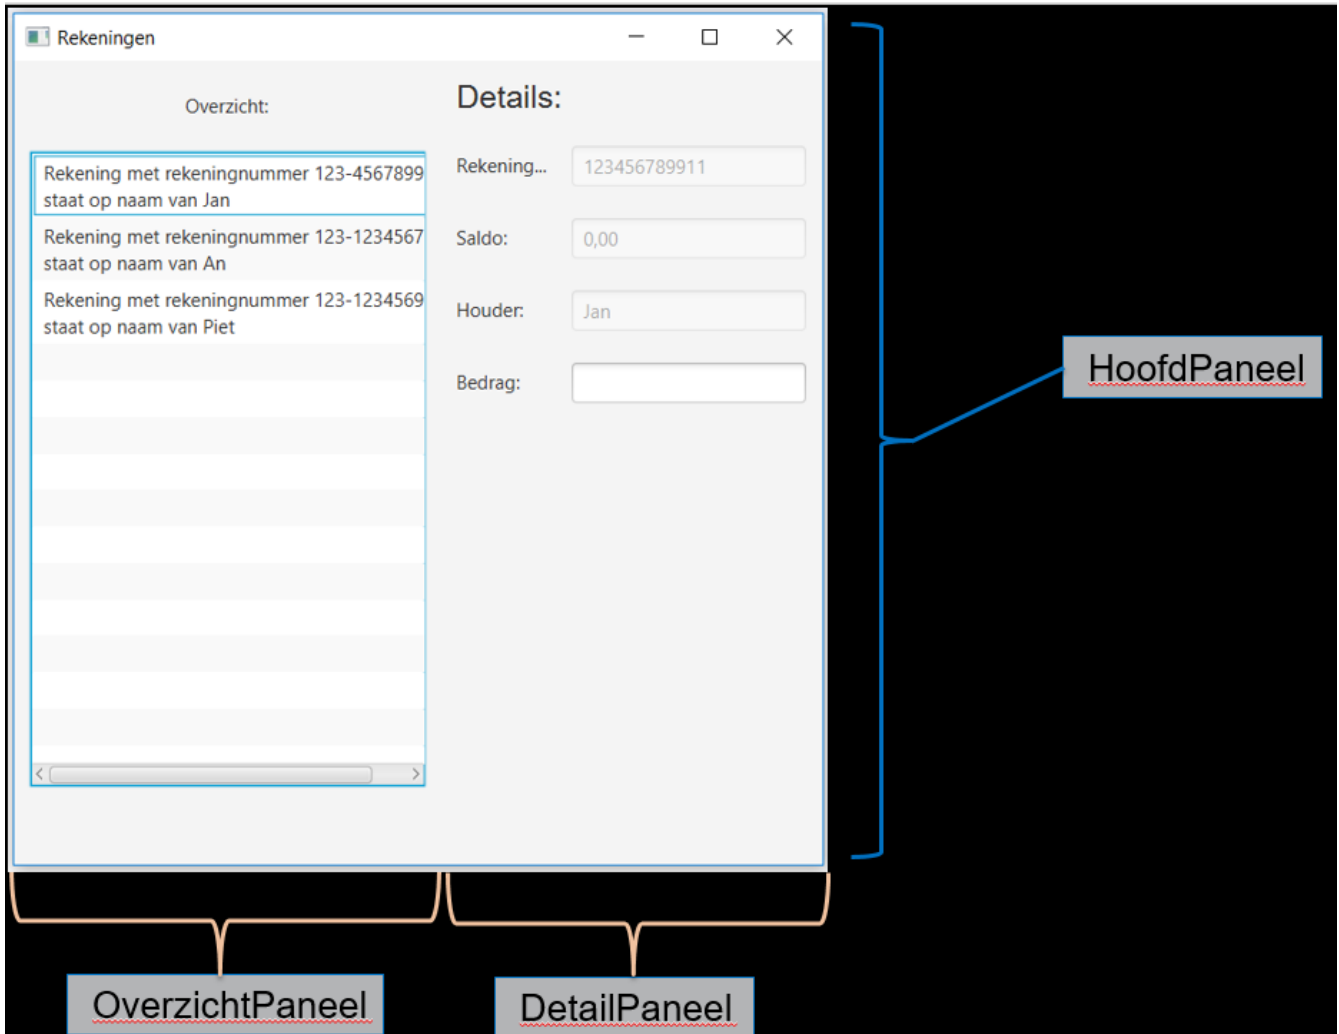 Rekeningen
Overzicht:
Rekening met rekeningnummer 123-4567899
staat op naam van Jan
Rekening met rekeningnummer 123-1234567
staat op naam van An
Rekening met rekeningnummer 123-1234569
staat op naam van Piet
Details:
Rekening... 123456789911
Saldo: 0,00
Houder: Jan
Bedrag:
HoofdPaneel
OverzichtPaneel
DetailPaneel